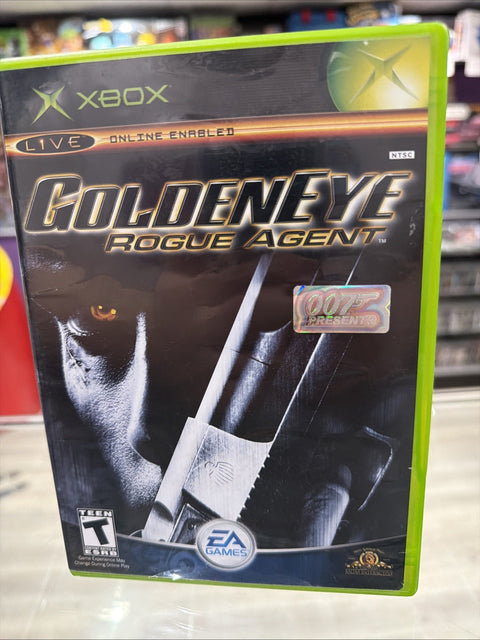 XBOX
LIVE ONLINE ENABLED
NTSC
GOLDENEYE
ROGUE AGENT™
007
PRESENTS
TEEN
T
ESRB
Game Experience May
Change During Online Play
EA
GAMES